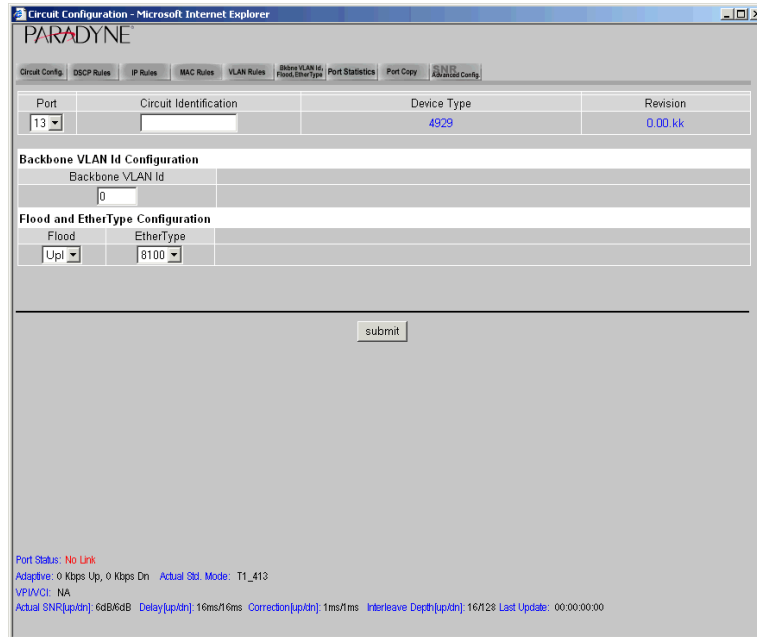 Circuit Configuration - Microsoft Internet Explorer
PARADYNE
Circuit Config. DSCP Rules IP Rules MAC Rules VLAN Rules Bkbne VLAN Id, Flood, EtherType Port Statistics Port Copy SNR Advanced Config.
Port Circuit Identification Device Type Revision
13 4929 0.00.kk
Backbone VLAN Id Configuration
Backbone VLAN Id
0
Flood and EtherType Configuration
Flood EtherType
Upl 8100
submit
Port Status: No Link
Adaptive: 0 Kbps Up, 0 Kbps Dn Actual Std. Mode: T1_413
VPI/VCI: NA
Actual SNR[up/dn]: 6dB/6dB Delay[up/dn]: 16ms/16ms Correction[up/dn]: 1ms/1ms Interleave Depth[up/dn]: 16/128 Last Update: 00:00:00:00